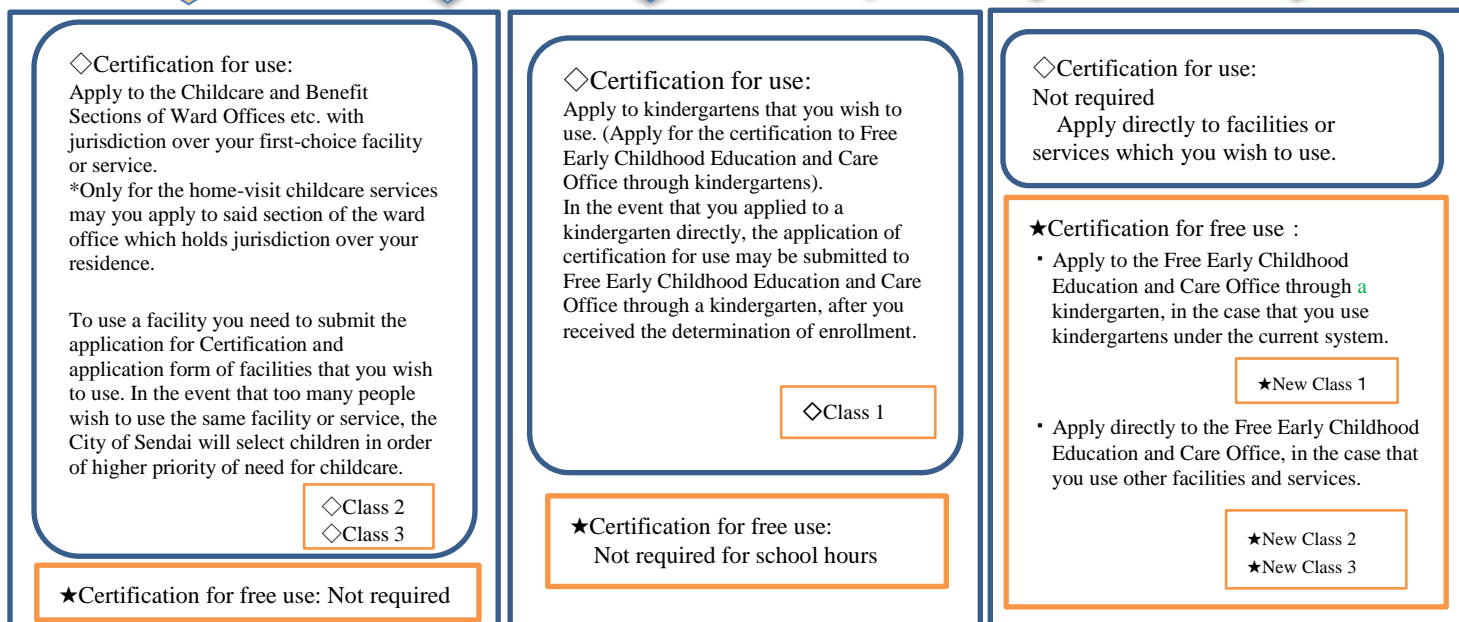 ◇Certification for use:
Apply to the Childcare and Benefit
Sections of Ward Offices etc. with
jurisdiction over your first-choice facility
or service.
*Only for the home-visit childcare services
may you apply to said section of the ward
office which holds jurisdiction over your
residence.
To use a facility you need to submit the
application for Certification and
application form of facilities that you wish
to use. In the event that too many people
wish to use the same facility or service, the
City of Sendai will select children in order
of higher priority of need for childcare.
◇Class 2
◇Class 3
★Certification for free use: Not required
◇Certification for use:
Apply to kindergartens that you wish to
use. (Apply for the certification to Free
Early Childhood Education and Care
Office through kindergartens).
In the event that you applied to a
kindergarten directly, the application of
certification for use may be submitted to
Free Early Childhood Education and Care
Office through a kindergarten, after you
received the determination of enrollment.
◇Class 1
★Certification for free use:
Not required for school hours
◇Certification for use:
Not required
Apply directly to facilities or
services which you wish to use.
★Certification for free use：
・Apply to the Free Early Childhood
Education and Care Office through a
kindergarten, in the case that you use
kindergartens under the current system.
★New Class 1
・Apply directly to the Free Early Childhood
Education and Care Office, in the case that
you use other facilities and services.
★New Class 2
★New Class 3